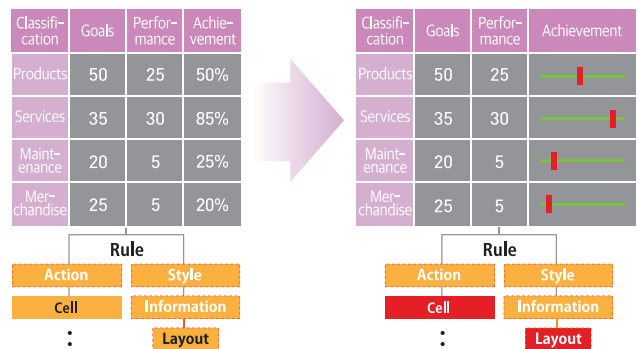 Classifi-
cation
Goals
Perfor-
mance
Achie-
vement
Products
50
25
50%
Services
35
30
85%
Maint-
enance
20
5
25%
Mer-
chandise
25
5
20%
Rule
Action
Style
Cell
Information
:
Layout
:
Classifi-
cation
Goals
Perfor-
mance
Achievement
Products
50
25
Services
35
30
Maint-
enance
20
5
Mer-
chandise
25
5
Rule
Action
Style
Cell
Information
:
Layout
: